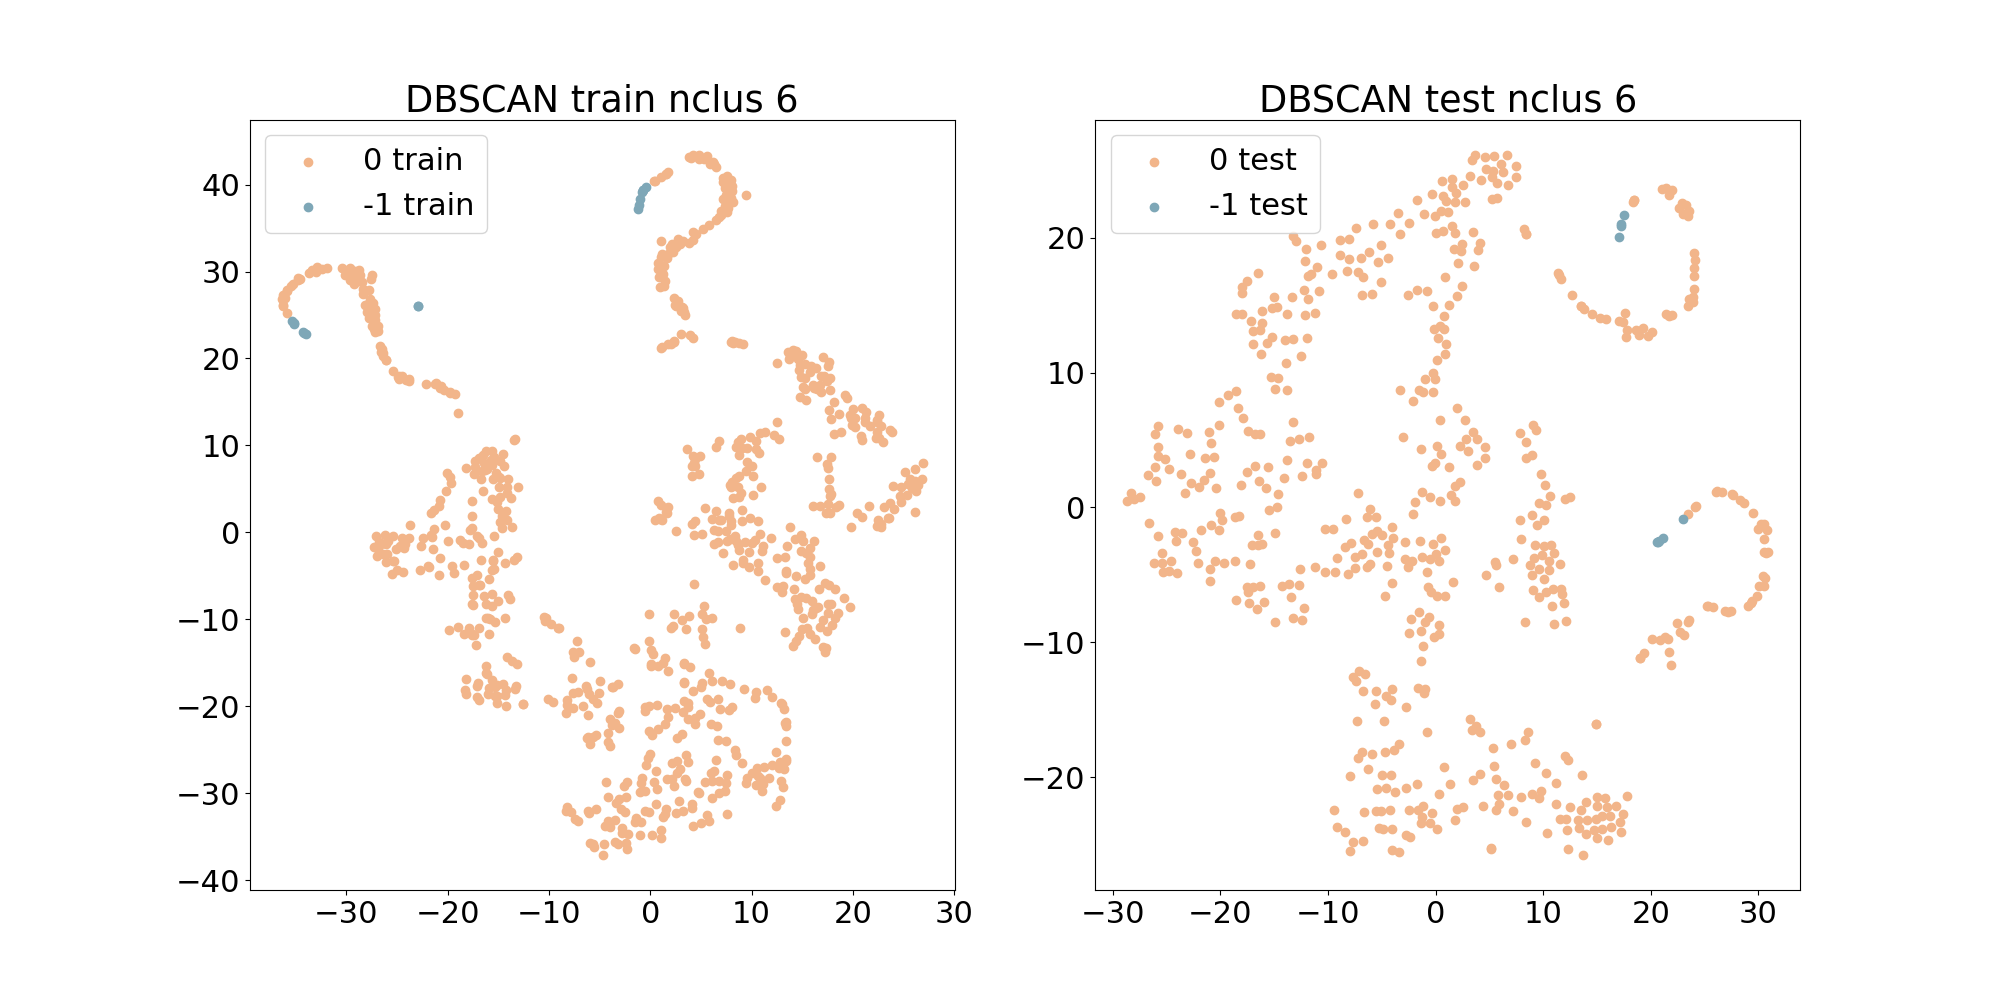 DBSCAN train nclus 6
0 train
-1 train
40
30
20
10
0
−10
−20
−30
−40
−30 −20 −10 0 10 20 30
DBSCAN test nclus 6
0 test
-1 test
20
10
0
−10
−20
−30 −20 −10 0 10 20 30